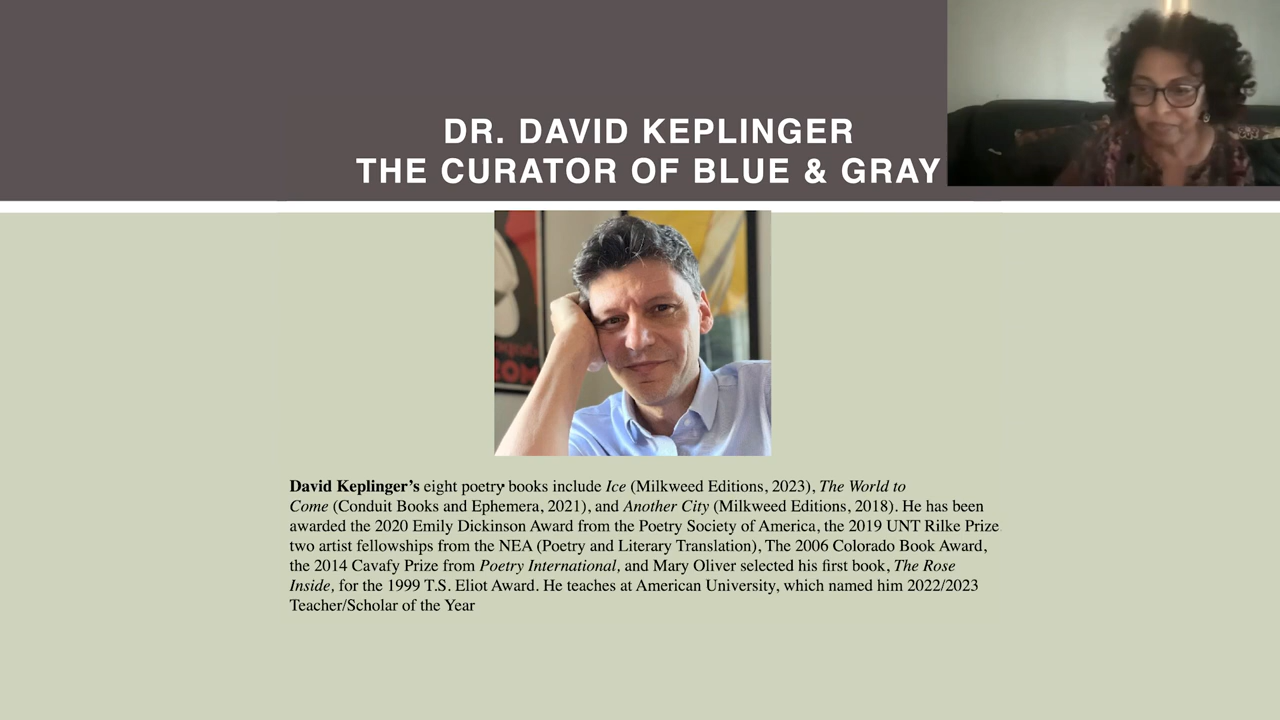 DR. DAVID KEPLINGER
THE CURATOR OF BLUE & GRAY
David Keplinger's eight poetry books include Ice (Milkweed Editions, 2023), The World to
Come (Conduit Books and Ephemera, 2021), and Another City (Milkweed Editions, 2018). He has been
awarded the 2020 Emily Dickinson Award from the Poetry Society of America, the 2019 UNT Rilke Prize
two artist fellowships from the NEA (Poetry and Literary Translation), The 2006 Colorado Book Award,
the 2014 Cavafy Prize from Poetry International, and Mary Oliver selected his first book, The Rose
Inside, for the 1999 T.S. Eliot Award. He teaches at American University, which named him 2022/2023
Teacher/Scholar of the Year